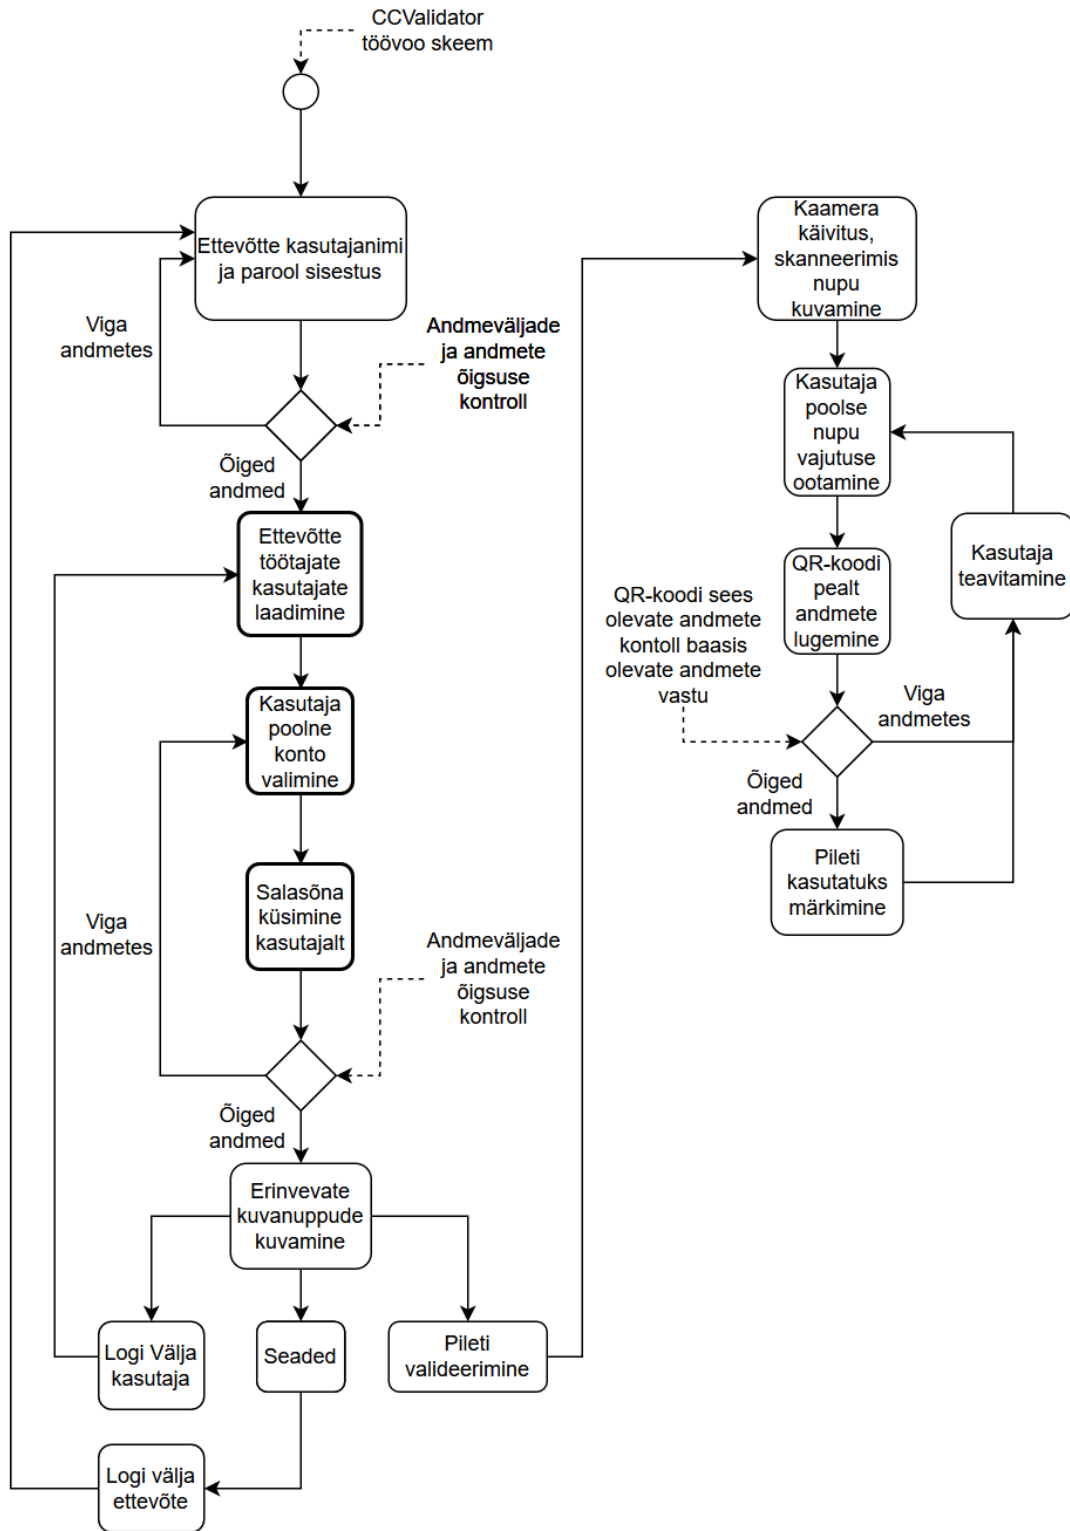 CCValidator
töövoo skeem
Ettevõtte kasutajanimi
ja parool sisestus
Viga
andmetes
Andmeväljade
ja andmete
õigsuse
kontroll
Õiged
andmed
Ettevõtte
töötajate
kasutajate
laadimine
Kasutaja
poolne
konto
valimine
Viga
andmetes
Salasõna
küsimine
kasutajalt
Andmeväljade
ja andmete
õigsuse
kontroll
Õiged
andmed
Erinvevate
kuvanuppude
kuvamine
Logi Välja
kasutaja
Seaded
Pileti
valideerimine
Logi välja
ettevõte
Kaamera
käivitus,
skanneerimis
nupu
kuvamine
Kasutaja
poolse
nupu
vajutuse
ootamine
QR-koodi
pealt
andmete
lugemine
Kasutaja
teavitamine
QR-koodi sees
olevate andmete
kontoll baasis
olevate andmete
vastu
Viga
andmetes
Õiged
andmed
Pileti
kasutatuks
märkimine